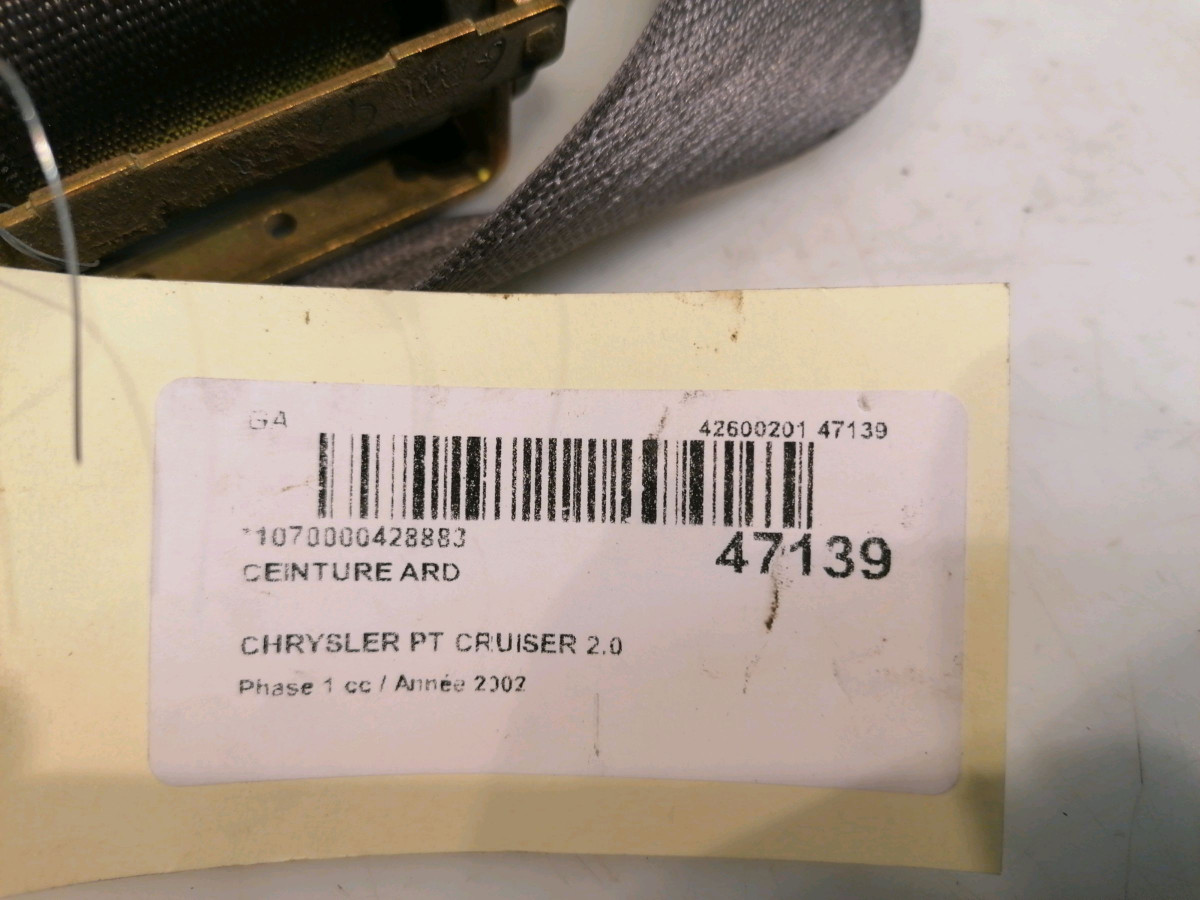 GA
42600201 47139
*1070000428883
47139
CEINTURE ARD
CHRYSLER PT CRUISER 2.0
Phase 1 cc / Année 2002